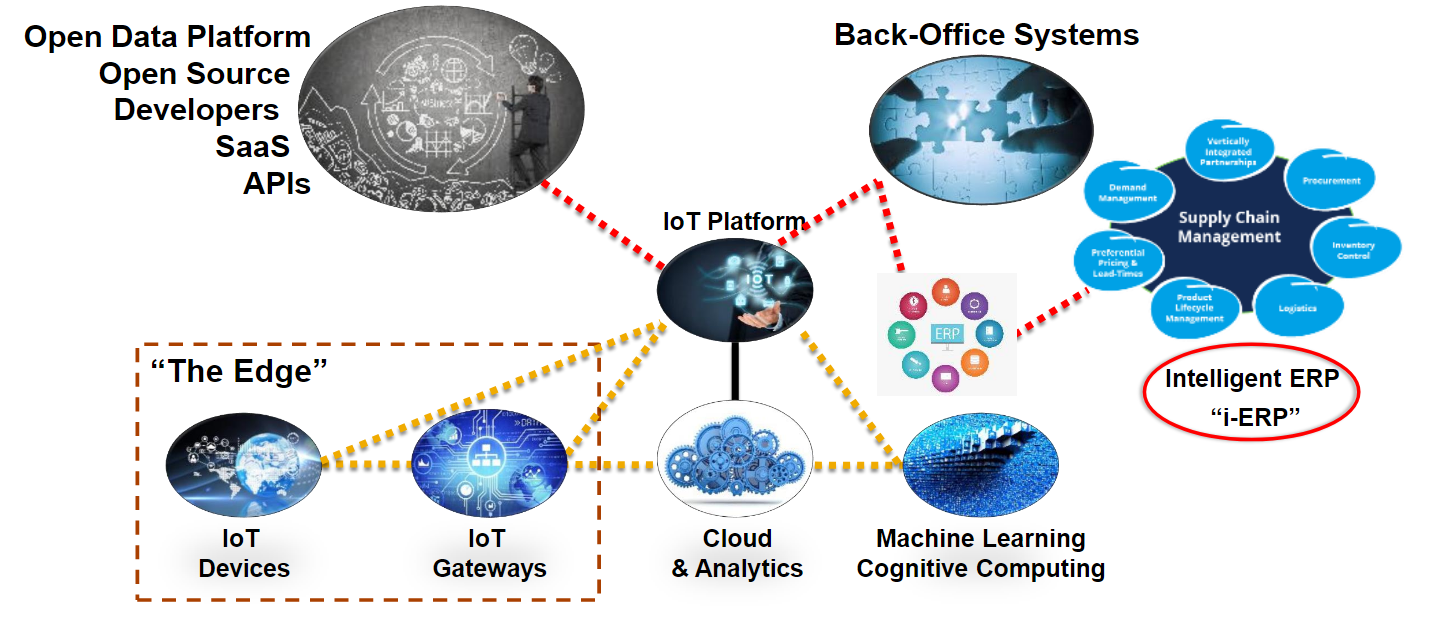 Open Data Platform
Open Source
Developers
SaaS
APIs
BUSINESS
Back-Office Systems
IoT Platform
IOT
Vertically
Integrated
Partnerships
Procurement
Demand
Management
Supply Chain
Management
Inventory
Control
Preferential
Pricing &
Lead-Times
Product
Lifecycle
Management
Logistics
ERP
Intelligent ERP
“i-ERP”
“The Edge”
IoT
Devices
IoT
Gateways
Cloud
& Analytics
Machine Learning
Cognitive Computing